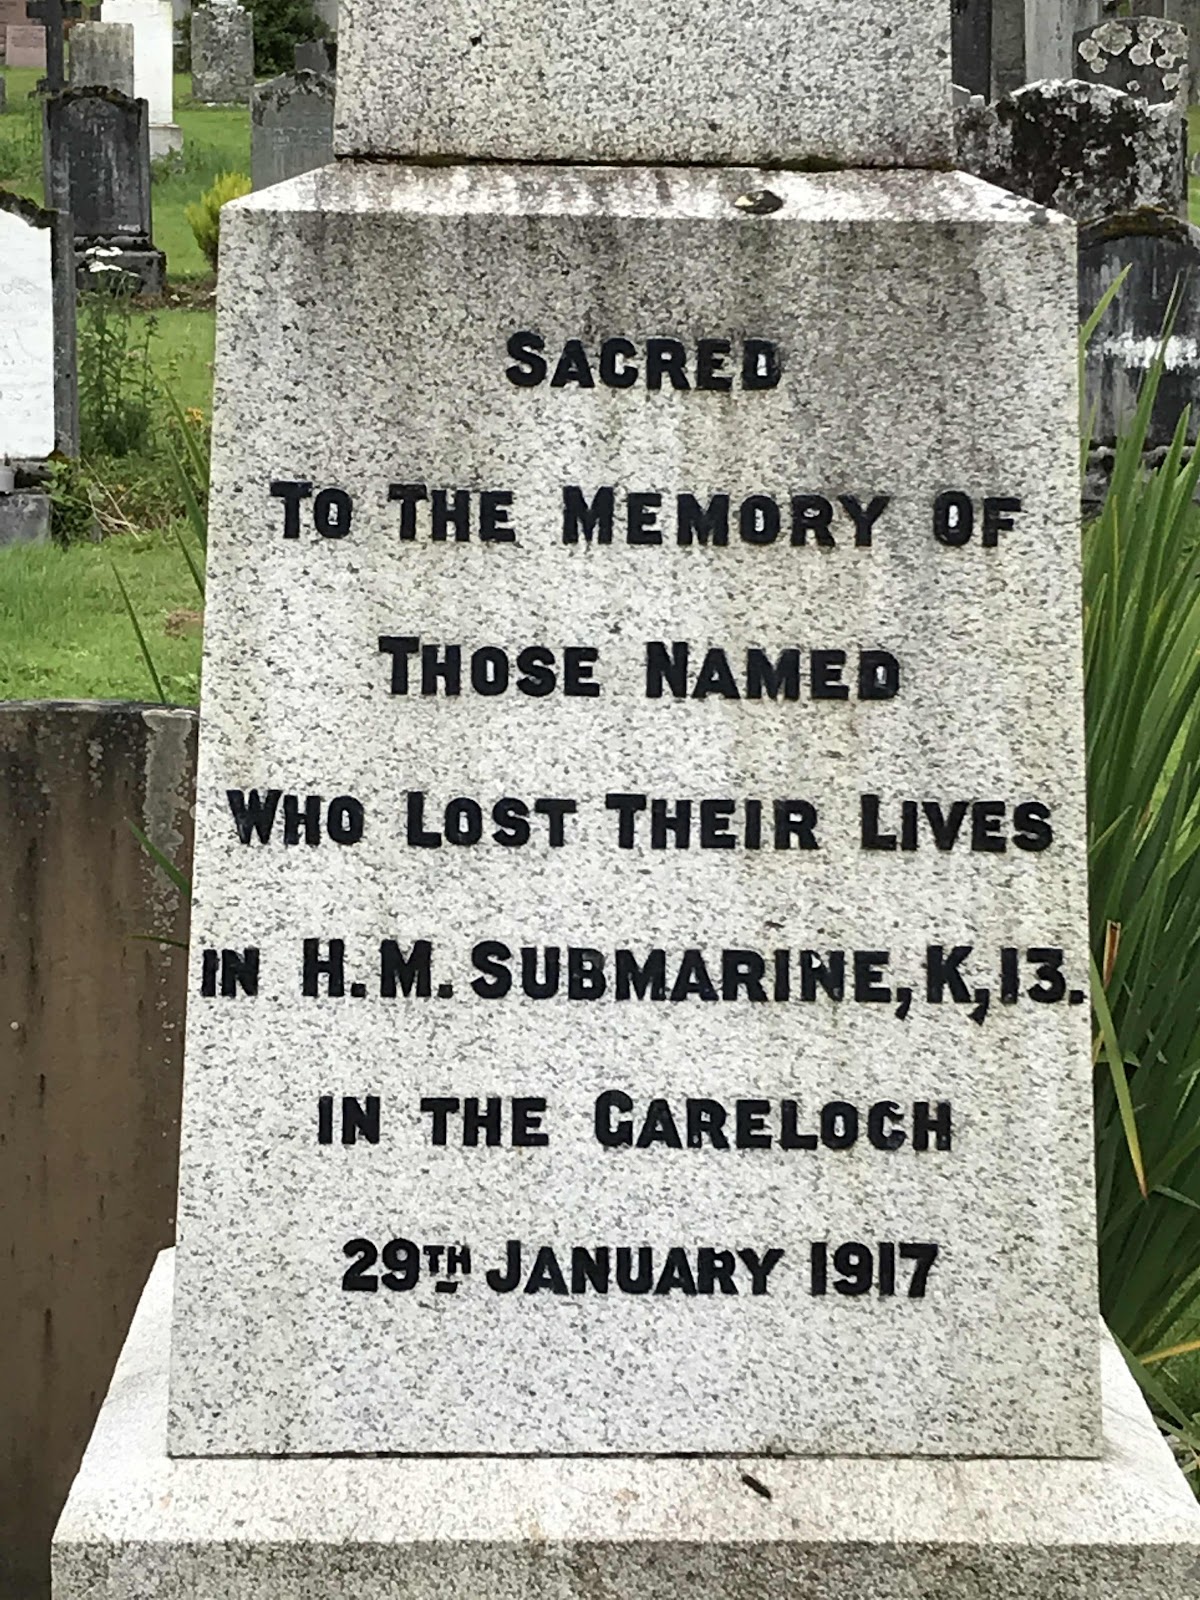 SACRED
TO THE MEMORY OF
THOSE NAMED
WHO LOST THEIR LIVES
IN H.M. SUBMARINE, K, 13.
IN THE GARELOCH
29TH JANUARY 1917